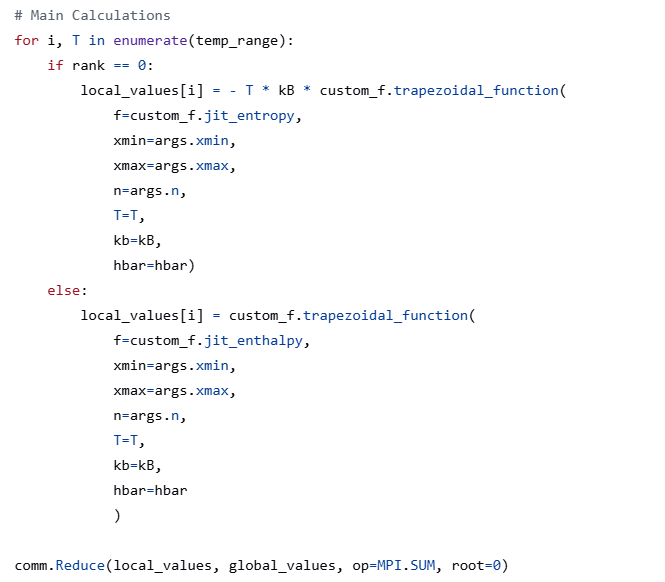 # Main Calculations
for i, T in enumerate(temp_range):
    if rank == 0:
        local_values[i] = - T * kB * custom_f.trapezoidal_function(
            f=custom_f.jit_entropy,
            xmin=args.xmin,
            xmax=args.xmax,
            n=args.n,
            T=T,
            kb=kB,
            hbar=hbar)
    else:
        local_values[i] = custom_f.trapezoidal_function(
            f=custom_f.jit_enthalpy,
            xmin=args.xmin,
            xmax=args.xmax,
            n=args.n,
            T=T,
            kb=kB,
            hbar=hbar
            )
comm.Reduce(local_values, global_values, op=MPI.SUM, root=0)